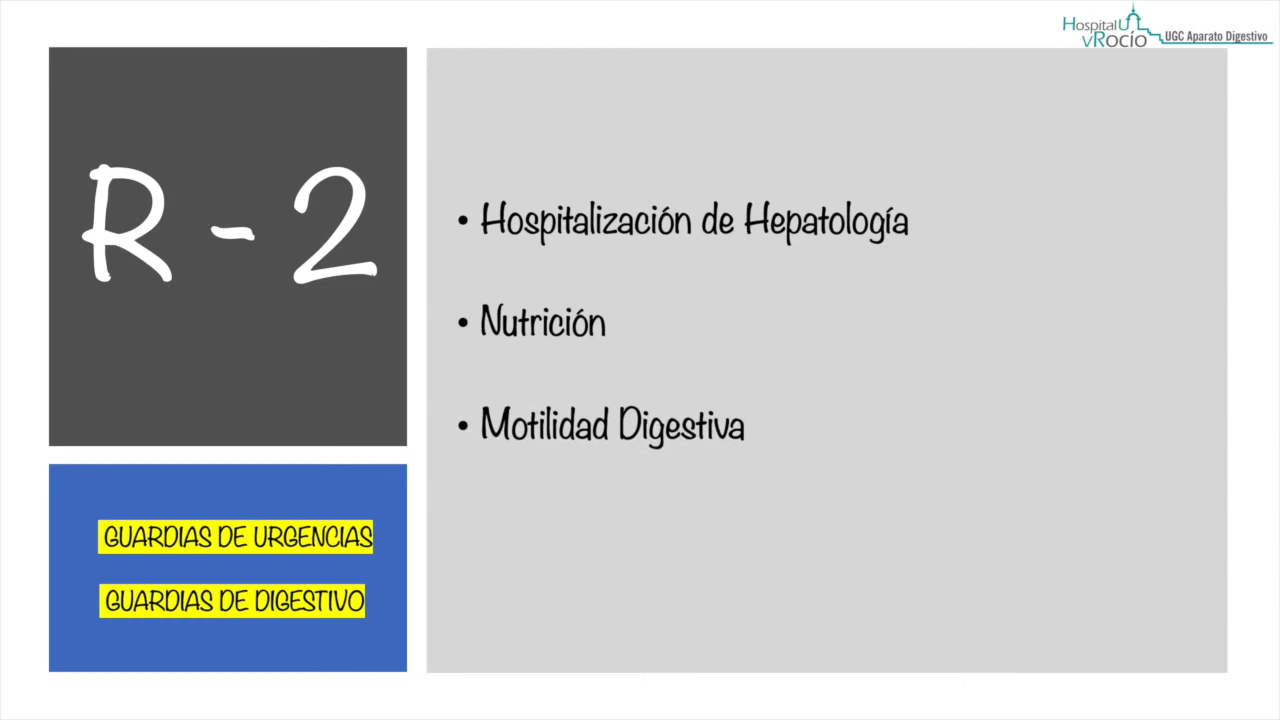 Hospital U
vRocío UGC Aparato Digestivo
R - 2
• Hospitalización de Hepatología
• Nutrición
• Motilidad Digestiva
GUARDIAS DE URGENCIAS
GUARDIAS DE DIGESTIVO